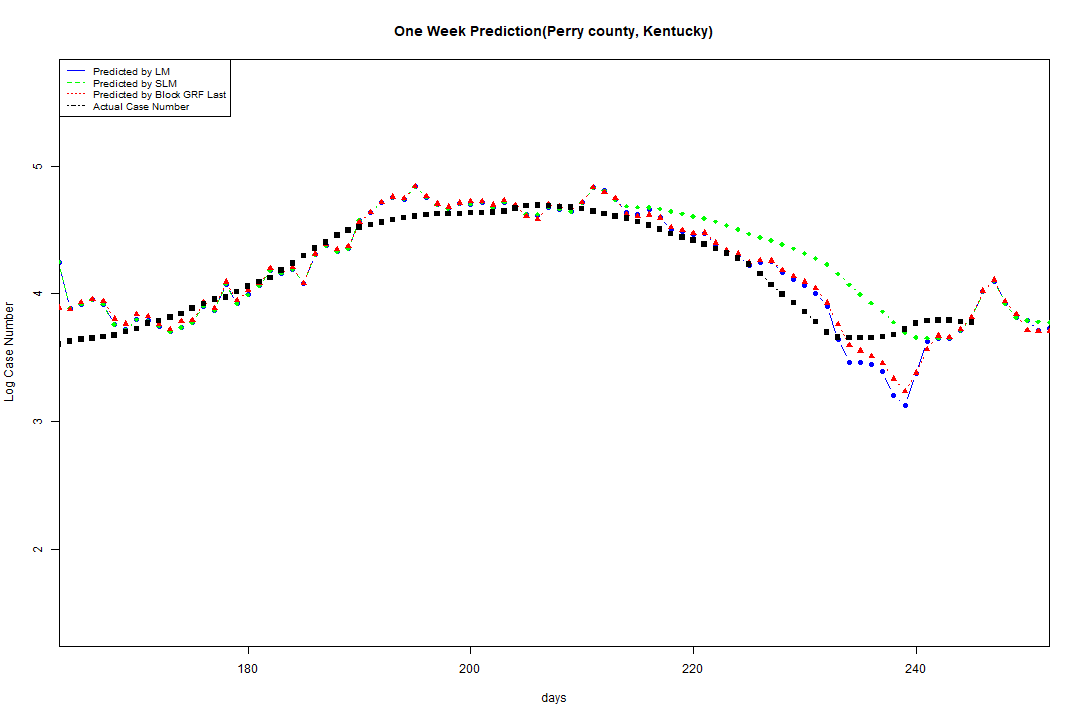 One Week Prediction(Perry county, Kentucky)
Predicted by LM
Predicted by SLM
Predicted by Block GRF Last
Actual Case Number
5
4
3
2
Log Case Number
180
200
220
240
days